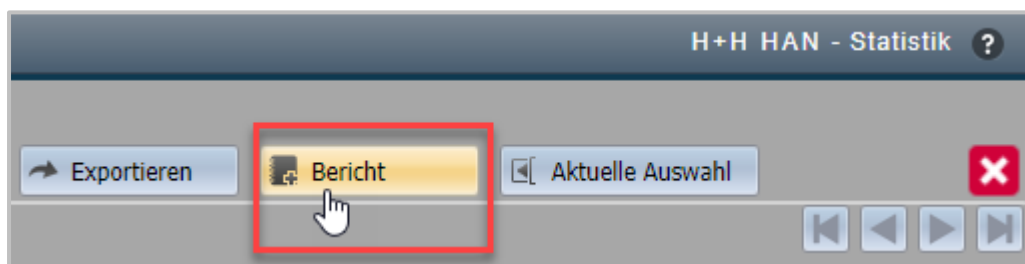 H+H HAN - Statistik ?
Exportieren Bericht Aktuelle Auswahl